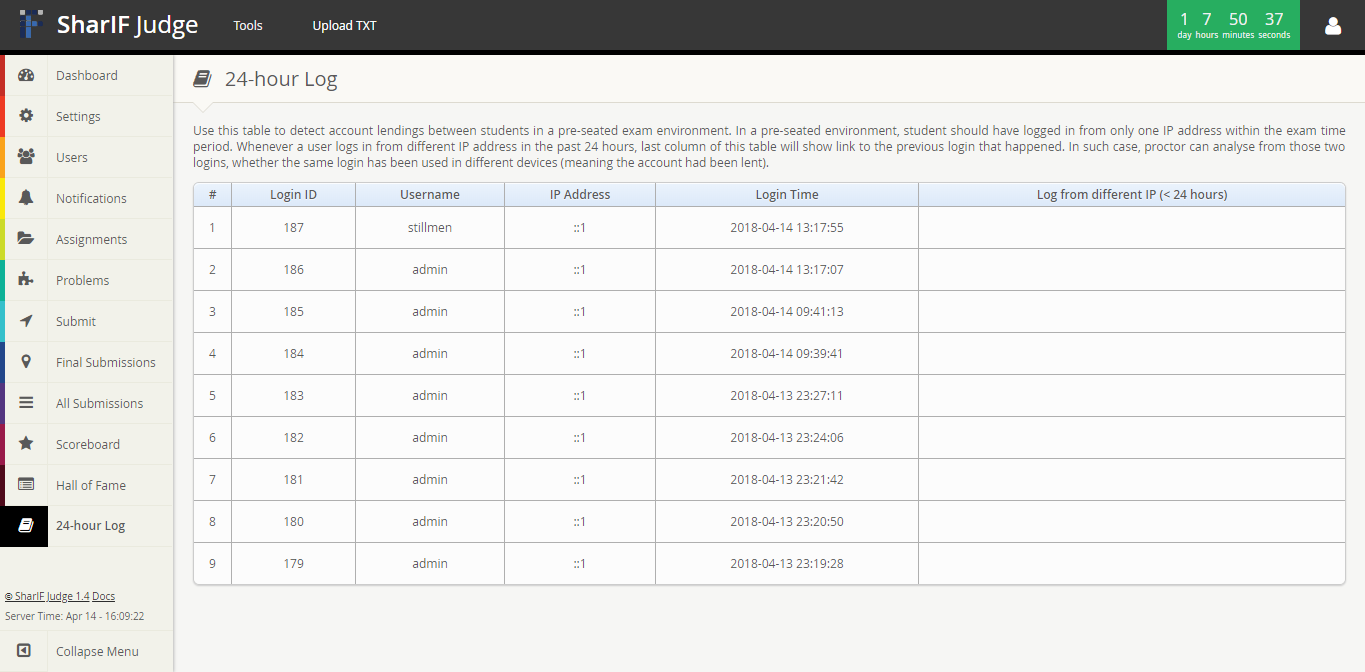 SharIF Judge Tools Upload TXT 1 7 50 37
day hours minutes seconds
Dashboard
Settings
Users
Notifications
Assignments
Problems
Submit
Final Submissions
All Submissions
Scoreboard
Hall of Fame
24-hour Log
© SharIF Judge 1.4 Docs
Server Time: Apr 14 - 16:09:22
Collapse Menu
24-hour Log
Use this table to detect account lendings between students in a pre-seated exam environment. In a pre-seated environment, student should have logged in from only one IP address within the exam time
period. Whenever a user logs in from different IP address in the past 24 hours, last column of this table will show link to the previous login that happened. In such case, proctor can analyse from those two
logins, whether the same login has been used in different devices (meaning the account had been lent).
# Login ID Username IP Address Login Time Log from different IP (< 24 hours)
1 187 stillmen ::1 2018-04-14 13:17:55
2 186 admin ::1 2018-04-14 13:17:07
3 185 admin ::1 2018-04-14 09:41:13
4 184 admin ::1 2018-04-14 09:39:41
5 183 admin ::1 2018-04-13 23:27:11
6 182 admin ::1 2018-04-13 23:24:06
7 181 admin ::1 2018-04-13 23:21:42
8 180 admin ::1 2018-04-13 23:20:50
9 179 admin ::1 2018-04-13 23:19:28